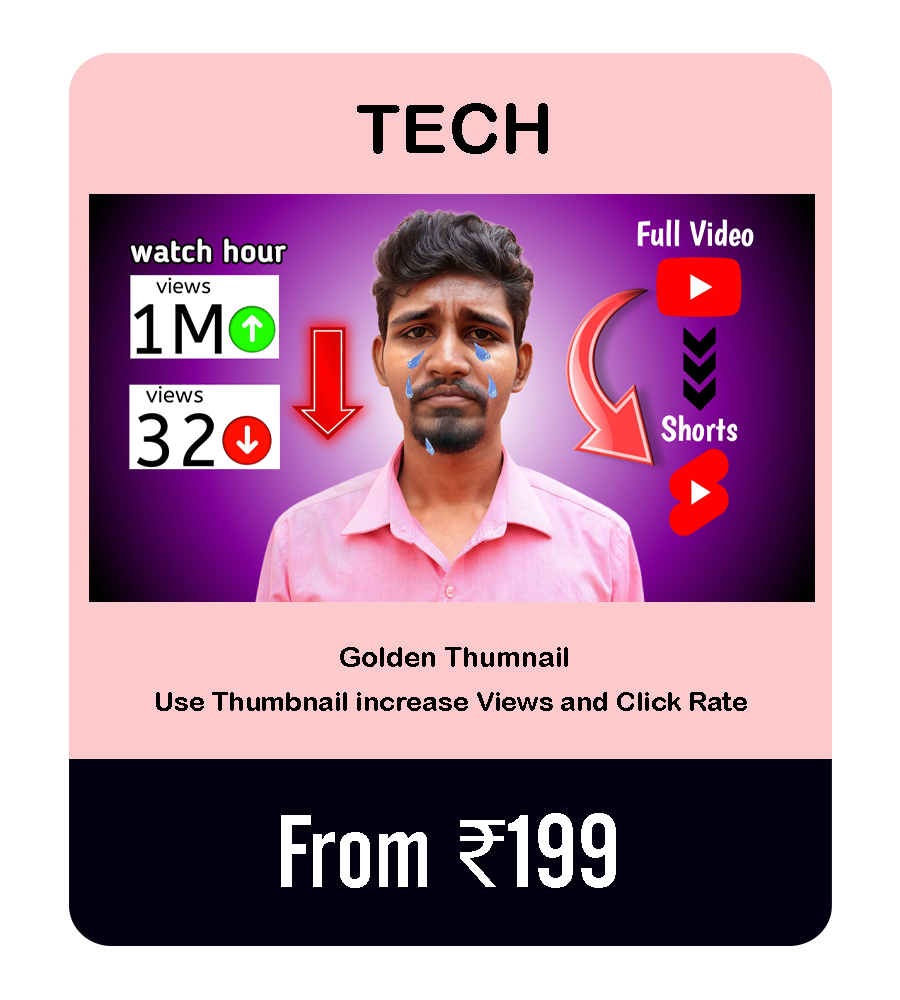 TECH
watch hour
views
1M
views
32
Full Video
Shorts
Golden Thumnail
Use Thumbnail increase Views and Click Rate
From ₹199